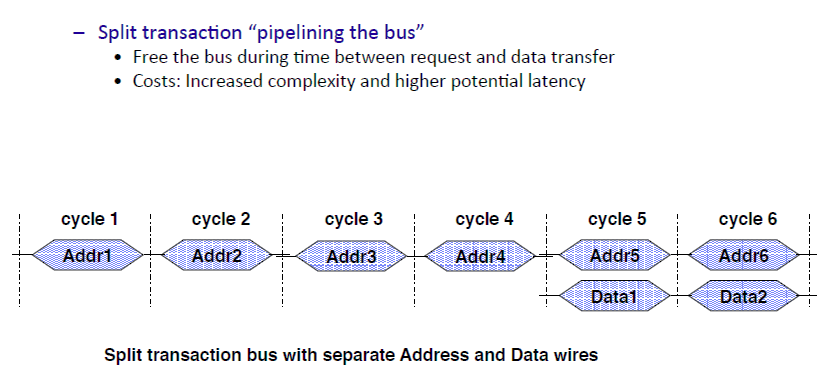 – Split transaction “pipelining the bus”
• Free the bus during time between request and data transfer
• Costs: Increased complexity and higher potential latency
cycle 1 cycle 2 cycle 3 cycle 4 cycle 5 cycle 6
Addr1 Addr2 Addr3 Addr4 Addr5 Addr6
Data1 Data2
Split transaction bus with separate Address and Data wires